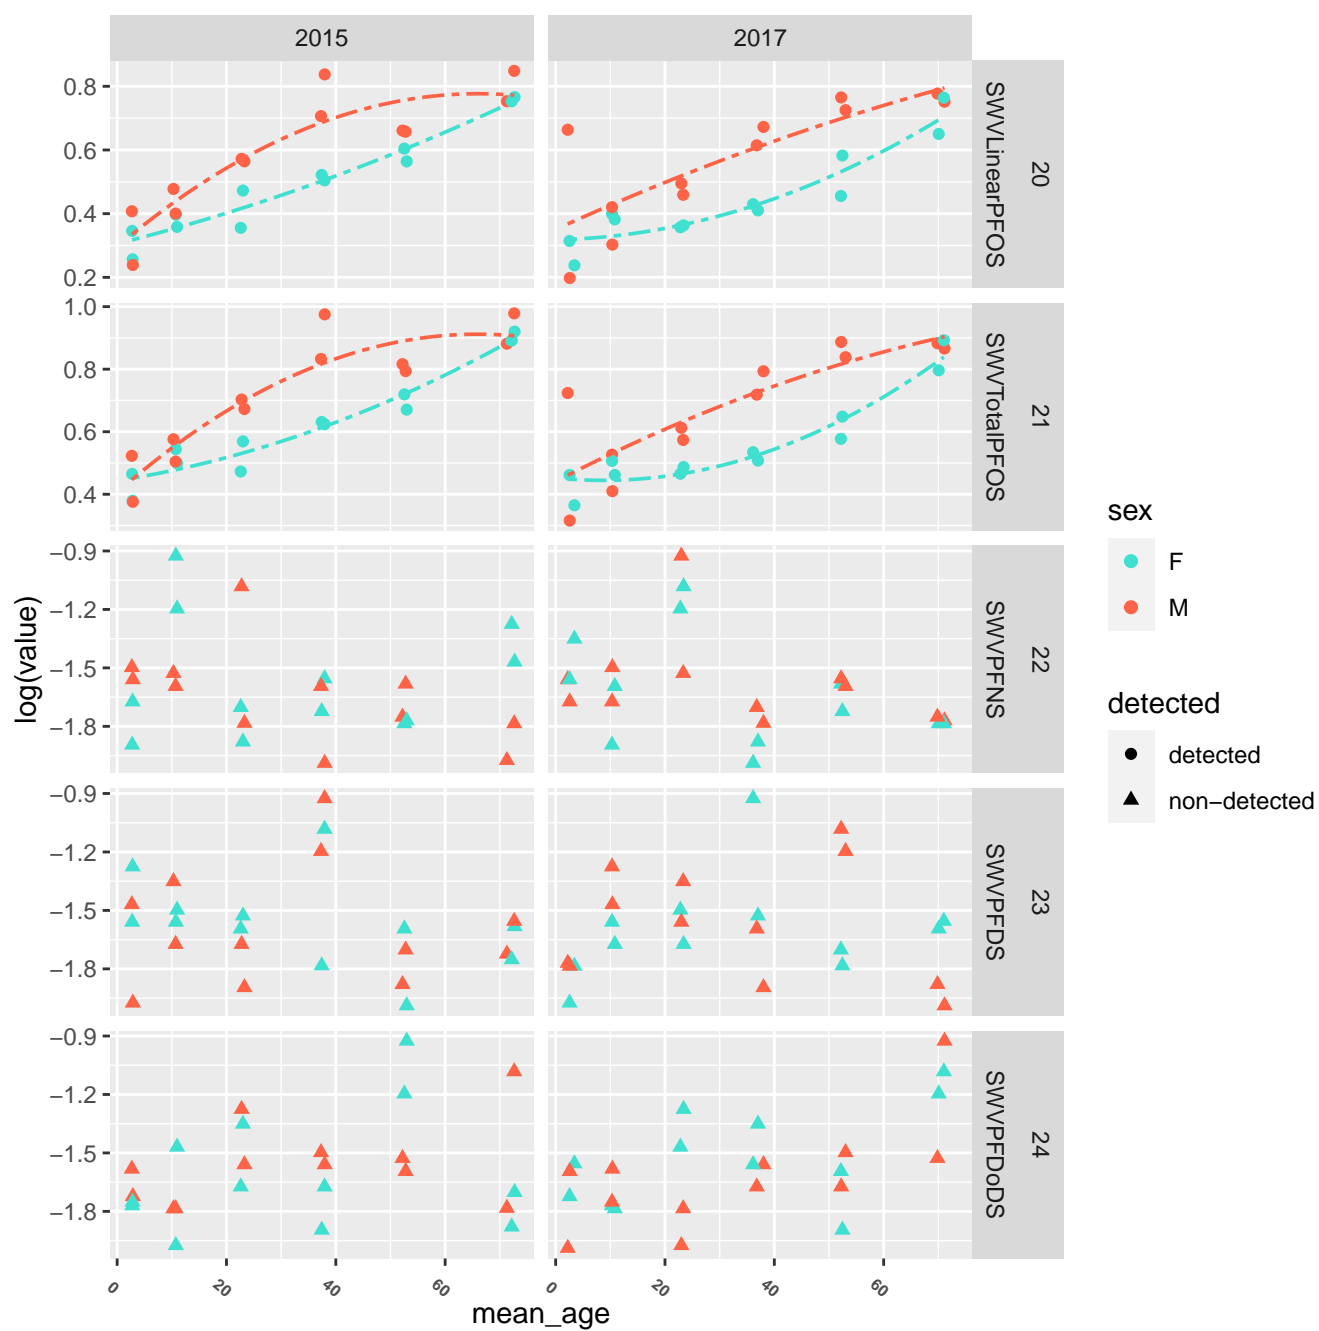 2015
2017
0.8
0.6
0.4
0.2
SWVLinearPFOS
20
1.0
0.8
0.6
0.4
SWVTotalPFOS
21
−0.9
−1.2
−1.5
−1.8
SWVPFNS
22
−0.9
−1.2
−1.5
−1.8
SWVPFDS
23
−0.9
−1.2
−1.5
−1.8
SWVPFDoDS
24
0
20
40
60
0
20
40
60
mean_age
log(value)
sex
F
M
detected
detected
non−detected